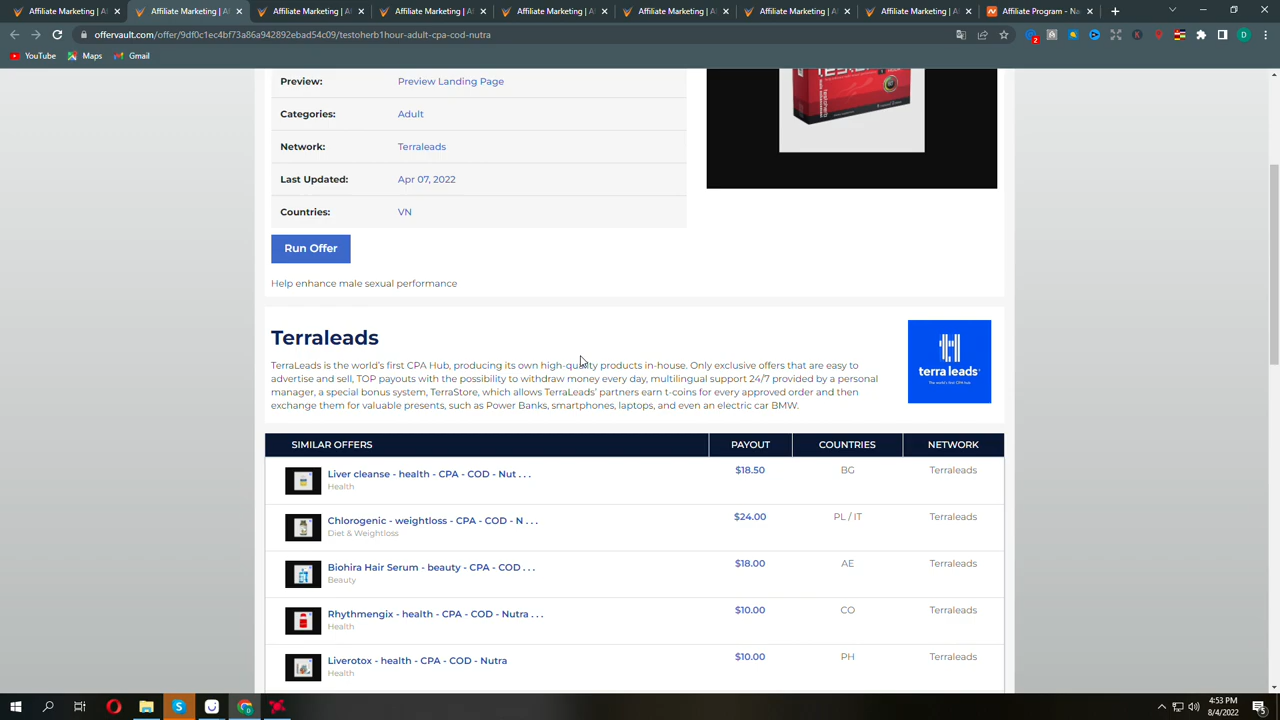 Affiliate Marketing | A
Affiliate Marketing | A
Affiliate Marketing | A
Affiliate Marketing | A
Affiliate Marketing | A
Affiliate Marketing | A
Affiliate Marketing | A
Affiliate Marketing | A
Affiliate Program - Na
offervault.com/offer/9df0c1ec4bf73a86a942892ebad54c09/testoherb1hour-adult-cpa-cod-nutra
2
D
YouTube
Maps
Gmail
Preview: Preview Landing Page
Categories: Adult
Network: Terraleads
Last Updated: Apr 07, 2022
Countries: VN
Run Offer
Help enhance male sexual performance
Terraleads
TerraLeads is the world's first CPA Hub, producing its own high-quality products in-house. Only exclusive offers that are easy to
advertise and sell, TOP payouts with the possibility to withdraw money every day, multilingual support 24/7 provided by a personal
manager, a special bonus system, TerraStore, which allows TerraLeads' partners earn t-coins for every approved order and then
exchange them for valuable presents, such as Power Banks, smartphones, laptops, and even an electric car BMW.
terra leads
The world's first CPA hub
SIMILAR OFFERS PAYOUT COUNTRIES NETWORK
Liver cleanse - health - CPA - COD - Nut . . . $18.50 BG Terraleads
Health
Chlorogenic - weightloss - CPA - COD - N . . . $24.00 PL / IT Terraleads
Diet & Weightloss
Biohira Hair Serum - beauty - CPA - COD . . . $18.00 AE Terraleads
Beauty
Rhythmengix - health - CPA - COD - Nutra . . . $10.00 CO Terraleads
Health
Liverotox - health - CPA - COD - Nutra $10.00 PH Terraleads
Health
4:53 PM
8/4/2022
5